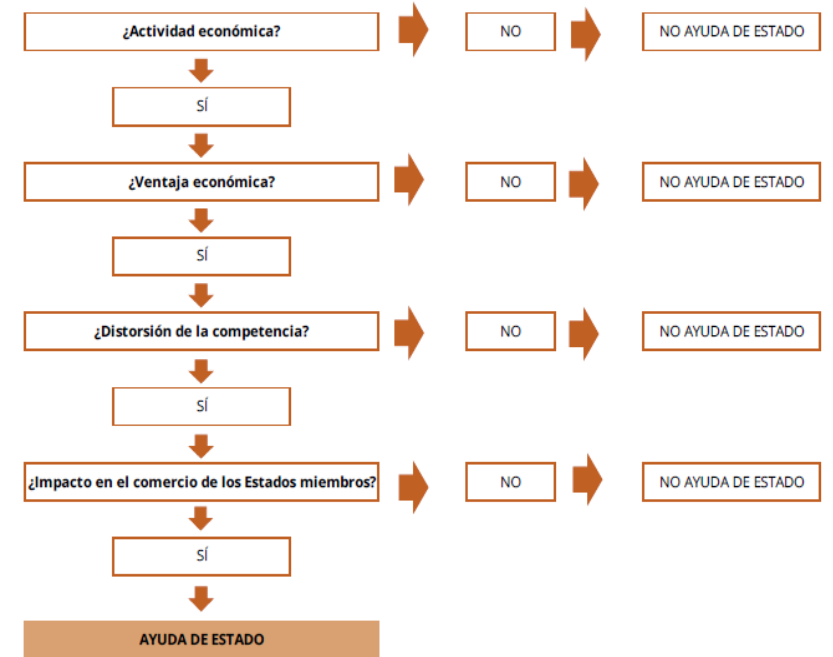 ¿Actividad económica?
NO
NO AYUDA DE ESTADO
SÍ
¿Ventaja económica?
NO
NO AYUDA DE ESTADO
SÍ
¿Distorsión de la competencia?
NO
NO AYUDA DE ESTADO
SÍ
¿Impacto en el comercio de los Estados miembros?
NO
NO AYUDA DE ESTADO
SÍ
AYUDA DE ESTADO